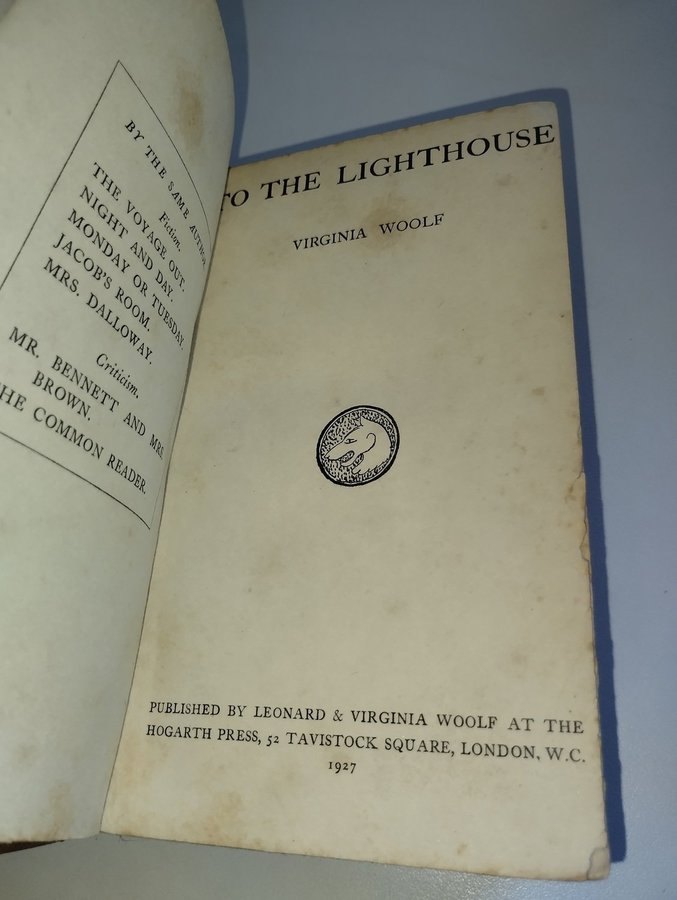 BY THE SAME AUTHOR
Fiction.
THE VOYAGE OUT.
NIGHT AND DAY.
MONDAY OR TUESDAY.
JACOB'S ROOM.
MRS. DALLOWAY.
Criticism.
MR. BENNETT AND MRS.
BROWN.
THE COMMON READER.
TO THE LIGHTHOUSE
VIRGINIA WOOLF
PUBLISHED BY LEONARD & VIRGINIA WOOLF AT THE
HOGARTH PRESS, 52 TAVISTOCK SQUARE, LONDON, W.C.
1927